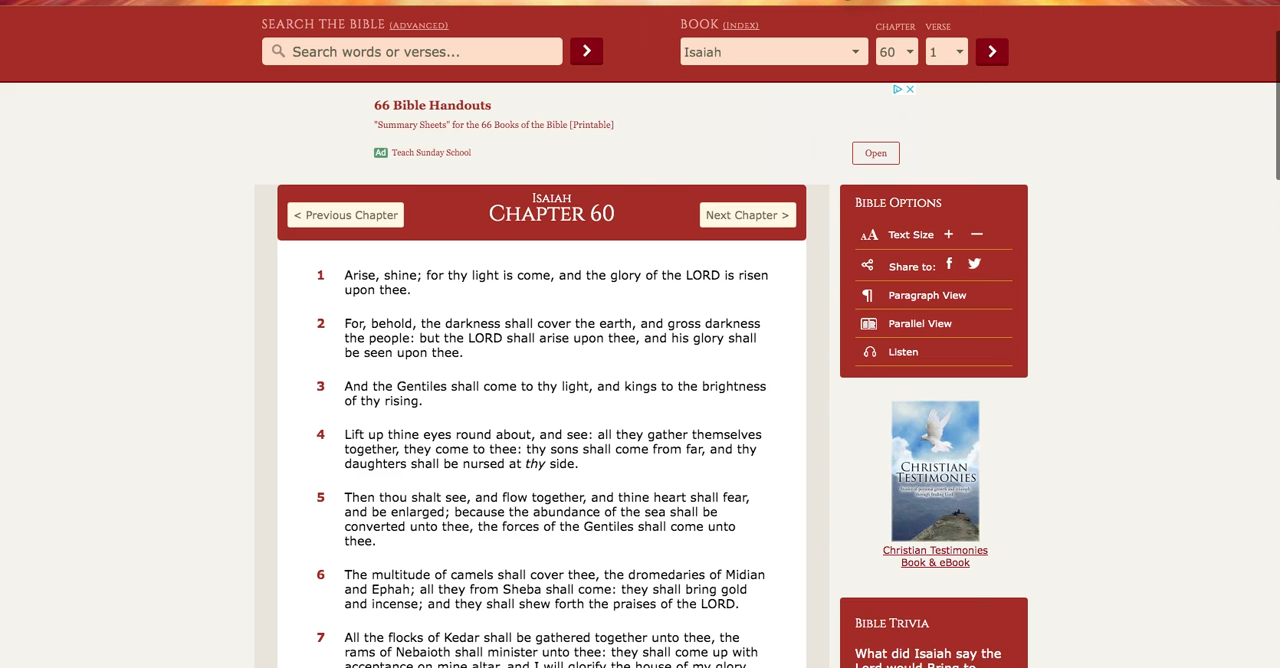 SEARCH THE BIBLE (ADVANCED)
Search words or verses...
BOOK (INDEX)
CHAPTER VERSE
Isaiah 60 1
66 Bible Handouts
"Summary Sheets" for the 66 Books of the Bible [Printable]
Ad Teach Sunday School
Open
ISAIAH
CHAPTER 60
< Previous Chapter
Next Chapter >
1 Arise, shine; for thy light is come, and the glory of the LORD is risen
upon thee.
2 For, behold, the darkness shall cover the earth, and gross darkness
the people: but the LORD shall arise upon thee, and his glory shall
be seen upon thee.
3 And the Gentiles shall come to thy light, and kings to the brightness
of thy rising.
4 Lift up thine eyes round about, and see: all they gather themselves
together, they come to thee: thy sons shall come from far, and thy
daughters shall be nursed at thy side.
5 Then thou shalt see, and flow together, and thine heart shall fear,
and be enlarged; because the abundance of the sea shall be
converted unto thee, the forces of the Gentiles shall come unto
thee.
6 The multitude of camels shall cover thee, the dromedaries of Midian
and Ephah; all they from Sheba shall come: they shall bring gold
and incense; and they shall shew forth the praises of the LORD.
7 All the flocks of Kedar shall be gathered together unto thee, the
rams of Nebaioth shall minister unto thee: they shall come up with
acceptance on mine altar, and I will glorify the house of my glory.
BIBLE OPTIONS
AA Text Size + −
Share to: f
Paragraph View
Parallel View
Listen
CHRISTIAN
TESTIMONIES
Christian Testimonies
Book & eBook
BIBLE TRIVIA
What did Isaiah say the
Lord would Bring to